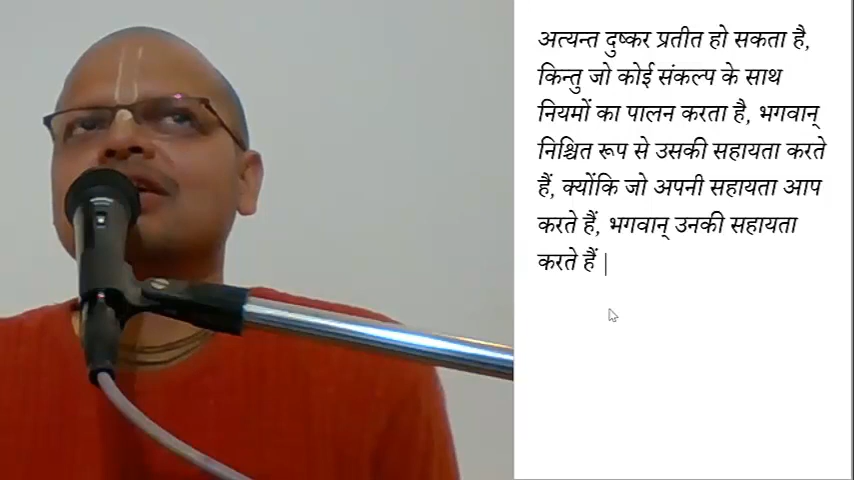 अत्यन्त दुष्कर प्रतीत हो सकता है,
किन्तु जो कोई संकल्प के साथ
नियमों का पालन करता है, भगवान्
निश्चित रूप से उसकी सहायता करते
हैं, क्योंकि जो अपनी सहायता आप
करते हैं, भगवान् उनकी सहायता
करते हैं |